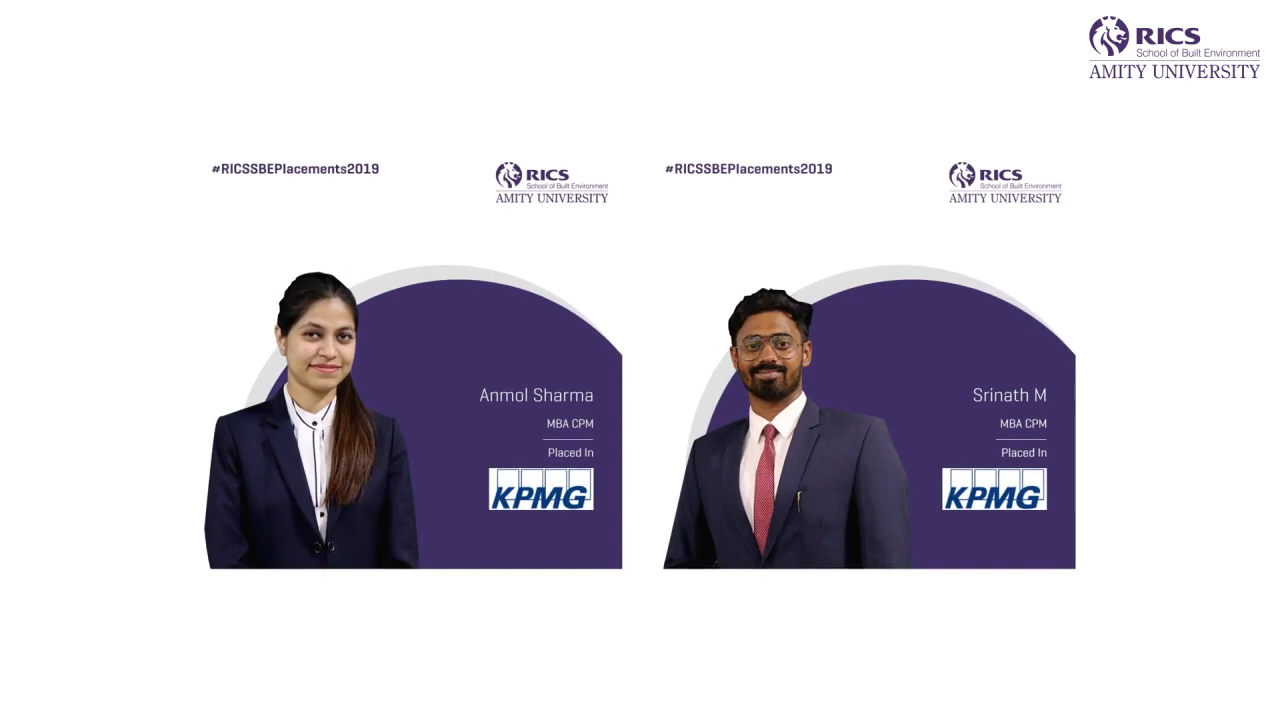 RICS
School of Built Environment
AMITY UNIVERSITY
#RICSSBEPlacements2019
RICS
School of Built Environment
AMITY UNIVERSITY
Anmol Sharma
MBA CPM
Placed In
KPMG
#RICSSBEPlacements2019
RICS
School of Built Environment
AMITY UNIVERSITY
Srinath M
MBA CPM
Placed In
KPMG